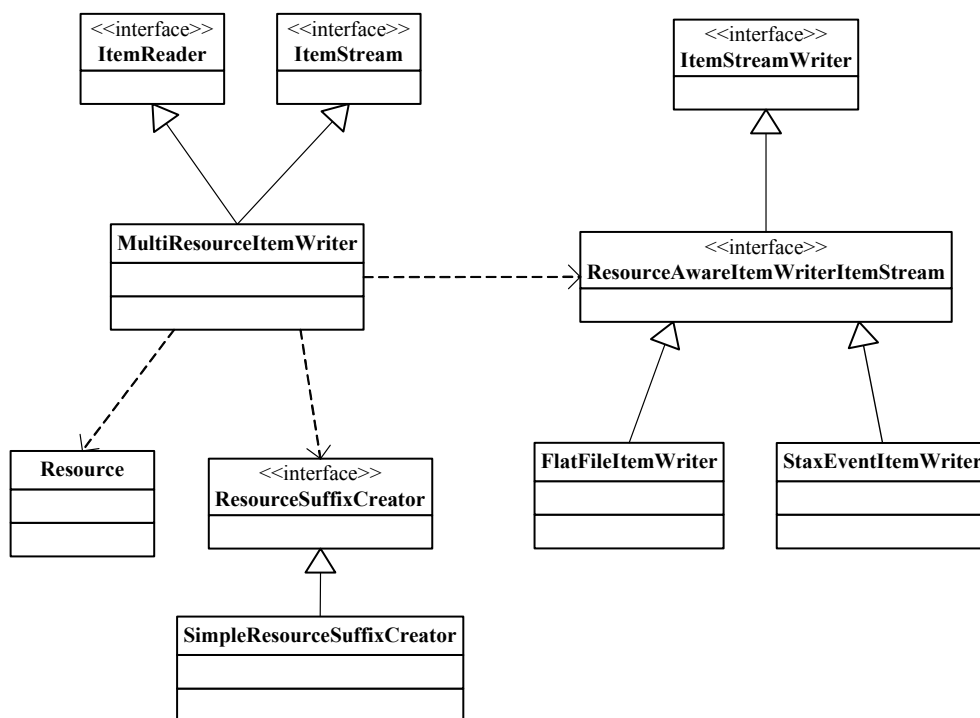 <<interface>>
ItemReader
<<interface>>
ItemStream
<<interface>>
ItemStreamWriter
MultiResourceItemWriter
<<interface>>
ResourceAwareItemWriterItemStream
Resource
<<interface>>
ResourceSuffixCreator
FlatFileItemWriter
StaxEventItemWriter
SimpleResourceSuffixCreator